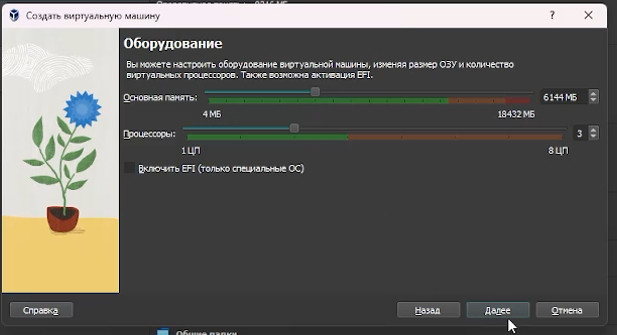 Создать виртуальную машину
?
Оборудование
Вы можете настроить оборудование виртуальной машины, изменяя размер ОЗУ и количество
виртуальных процессоров. Также возможна активация EFI.
Основная память: 6144 МБ
4 МБ 18432 МБ
Процессоры: 3
1 ЦП 8 ЦП
Включить EFI (только специальные ОС)
Справка Назад Далее Отмена
Общие папки